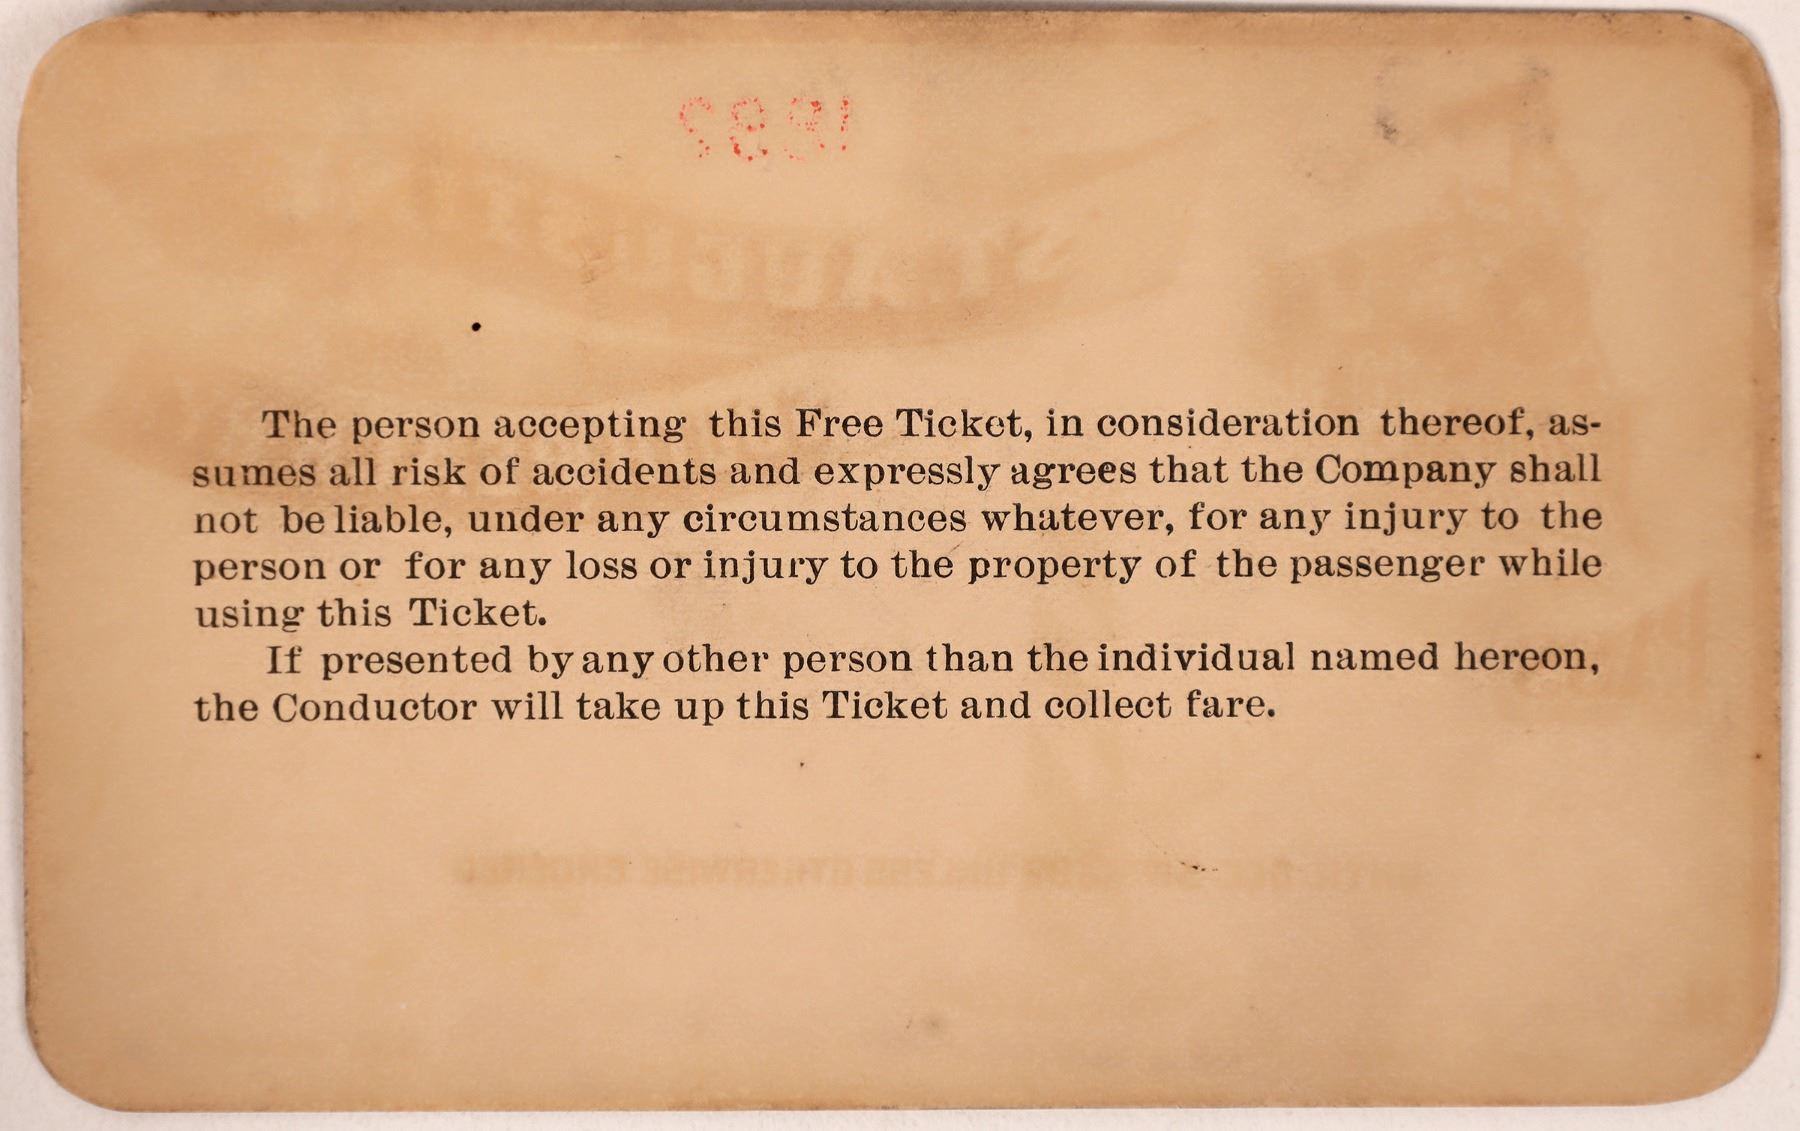 The person accepting this Free Ticket, in consideration thereof, as-
sumes all risk of accidents and expressly agrees that the Company shall
not be liable, under any circumstances whatever, for any injury to the
person or for any loss or injury to the property of the passenger while
using this Ticket.
If presented by any other person than the individual named hereon,
the Conductor will take up this Ticket and collect fare.